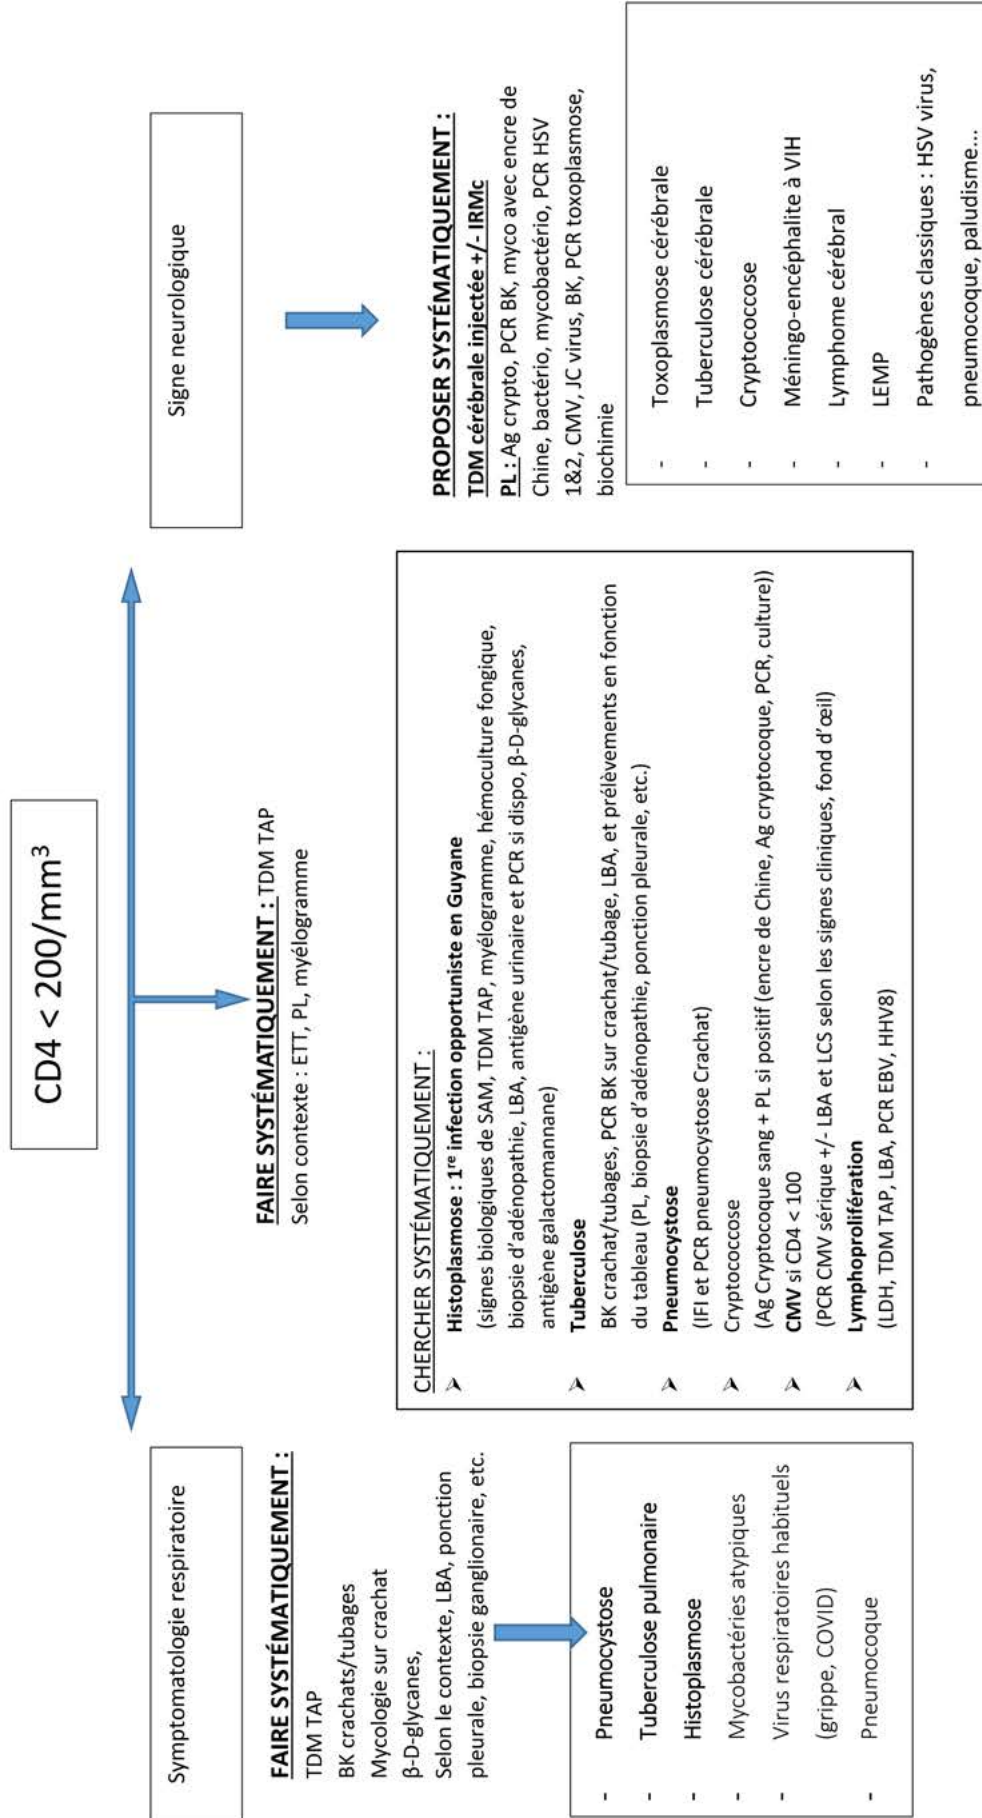 CD4 < 200/mm³
Symptomatologie respiratoire
FAIRE SYSTÉMATIQUEMENT :
TDM TAP
BK crachats/tubages
Mycologie sur crachat
β-D-glycanes,
Selon le contexte, LBA, ponction
pleurale, biopsie ganglionaire, etc.
- Pneumocystose
- Tuberculose pulmonaire
- Histoplasmose
- Mycobactéries atypiques
- Virus respiratoires habituels
(grippe, COVID)
- Pneumocoque
FAIRE SYSTÉMATIQUEMENT : TDM TAP
Selon contexte : ETT, PL, myélogramme
CHERCHER SYSTÉMATIQUEMENT :
➢ Histoplasmose : 1re infection opportuniste en Guyane
(signes biologiques de SAM, TDM TAP, myélogramme, hémoculture fongique,
biopsie d'adénopathie, LBA, antigène urinaire et PCR si dispo, β-D-glycanes,
antigène galactomannane)
➢ Tuberculose
BK crachat/tubages, PCR BK sur crachat/tubage, LBA, et prélèvements en fonction
du tableau (PL, biopsie d'adénopathie, ponction pleurale, etc.)
➢ Pneumocystose
(IFI et PCR pneumocystose Crachat)
➢ Cryptococcose
(Ag Cryptocoque sang + PL si positif (encre de Chine, Ag cryptocoque, PCR, culture))
➢ CMV si CD4 < 100
(PCR CMV sérique +/- LBA et LCS selon les signes cliniques, fond d'œil)
➢ Lymphoprolifération
(LDH, TDM TAP, LBA, PCR EBV, HHV8)
Signe neurologique
PROPOSER SYSTÉMATIQUEMENT :
TDM cérébrale injectée +/- IRMc
PL : Ag crypto, PCR BK, myco avec encre de
Chine, bactério, mycobactério, PCR HSV
1&2, CMV, JC virus, BK, PCR toxoplasmose,
biochimie
- Toxoplasmose cérébrale
- Tuberculose cérébrale
- Cryptococcose
- Méningo-encéphalite à VIH
- Lymphome cérébral
- LEMP
- Pathogènes classiques : HSV virus,
pneumocoque, paludisme...